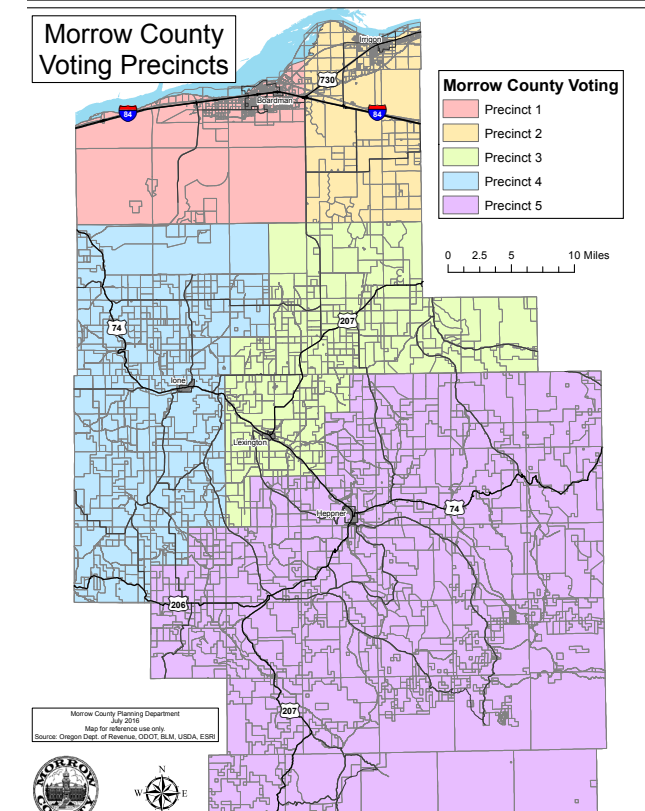 Morrow County
Voting Precincts
Irrigon
730
Boardman
84
84
Morrow County Voting
Precinct 1
Precinct 2
Precinct 3
Precinct 4
Precinct 5
0 2.5 5 10 Miles
74
207
Ione
Lexington
Heppner
74
206
207
Morrow County Planning Department
July 2016
Map for reference use only.
Source: Oregon Dept. of Revenue, ODOT, BLM, USDA, ESRI
MORROW
N
W E